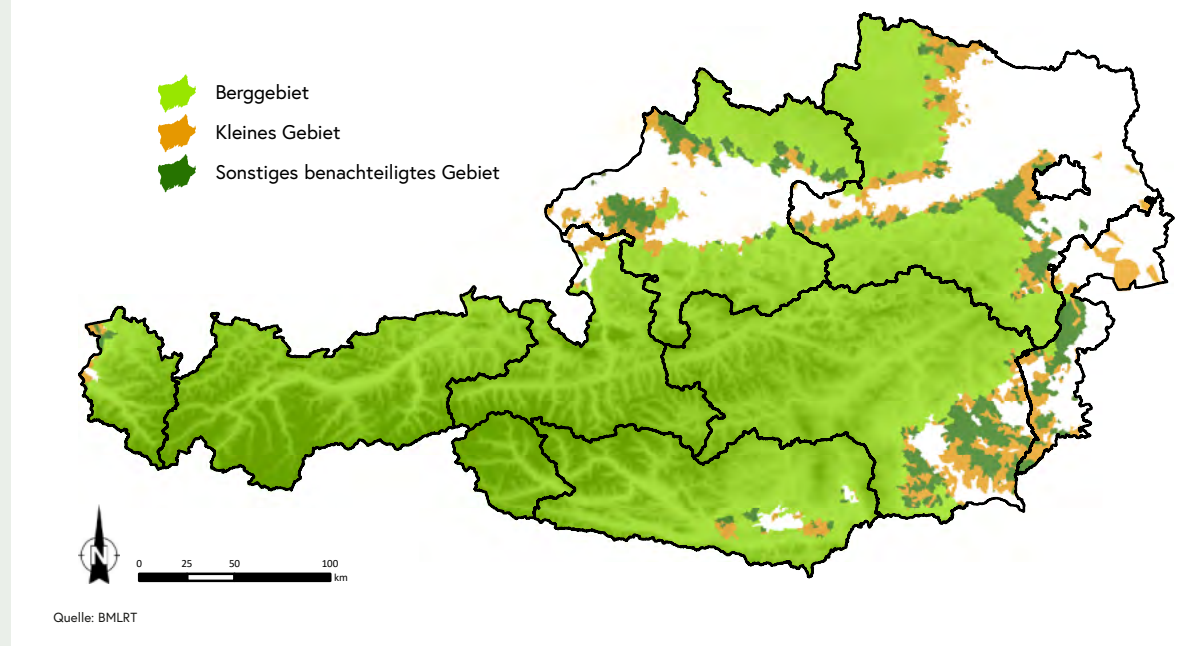 Berggebiet
Kleines Gebiet
Sonstiges benachteiligtes Gebiet
N
0 25 50 100
km
Quelle: BMLRT